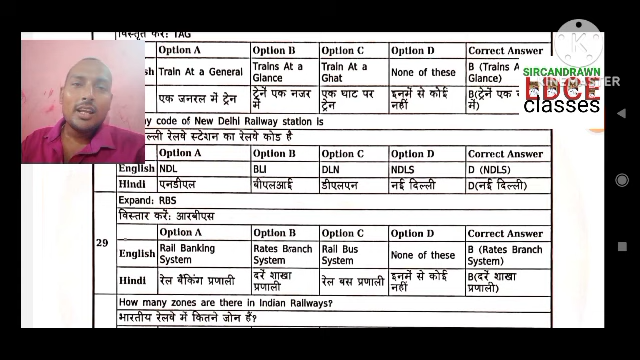 विस्तृत करें: TAG
Option A Option B Option C Option D Correct Answer
Train At a General Trains At a Glance Train At a Ghat None of these B (Trains A Glance)
एक जनरल में ट्रेन ट्रेनें एक नजर में एक घाट पर ट्रेन इनमें से कोई नहीं B(ट्रेनें एक में)
SIRCANDRAWN
HDCE
classes
KINEMASTER
code of New Delhi Railway station is
रेलवे स्टेशन का रेलवे कोड है
Option A Option B Option C Option D Correct Answer
English NDL BLI DLN NDLS D (NDLS)
Hindi एनडीएल बीएलआई डीएलएन नई दिल्ली D(नई दिल्ली)
Expand: RBS
विस्तार करें: आरबीएस
29
Option A Option B Option C Option D Correct Answer
English Rail Banking System Rates Branch System Rail Bus System None of these B (Rates Branch System)
Hindi रेल बैंकिंग प्रणाली दरें शाखा प्रणाली रेल बस प्रणाली इनमें से कोई नहीं B(दरें शाखा प्रणाली)
How many zones are there in Indian Railways?
भारतीय रेलवे में कितने जोन हैं?